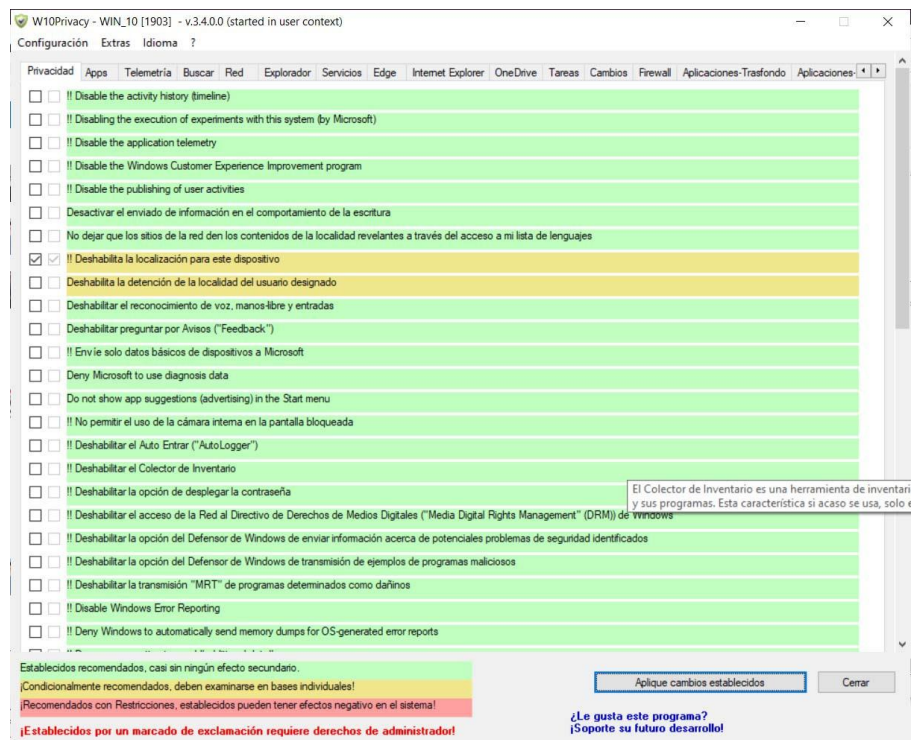 W10Privacy - WIN_10 [1903] - v.3.4.0.0 (started in user context)
Configuración Extras Idioma ?
Privacidad Apps Telemetría Buscar Red Explorador Servicios Edge Internet Explorer OneDrive Tareas Cambios Firewall Aplicaciones-Trasfondo Aplicaciones-
!! Disable the activity history (timeline)
!! Disabling the execution of experiments with this system (by Microsoft)
!! Disable the application telemetry
!! Disable the Windows Customer Experience Improvement program
!! Disable the publishing of user activities
Desactivar el enviado de información en el comportamiento de la escritura
No dejar que los sitios de la red den los contenidos de la localidad revelantes a través del acceso a mi lista de lenguajes
!! Deshabilita la localización para este dispositivo
Deshabilita la detención de la localidad del usuario designado
Deshabilitar el reconocimiento de voz, manos-libre y entradas
Deshabilitar preguntar por Avisos ("Feedback")
!! Envíe solo datos básicos de dispositivos a Microsoft
Deny Microsoft to use diagnosis data
Do not show app suggestions (advertising) in the Start menu
!! No permitir el uso de la cámara interna en la pantalla bloqueada
!! Deshabilitar el Auto Entrar ("AutoLogger")
!! Deshabilitar el Colector de Inventario
!! Deshabilitar la opción de desplegar la contraseña
El Colector de Inventario es una herramienta de inventari
y sus programas. Esta característica si acaso se usa, solo e
!! Deshabilitar el acceso de la Red al Directivo de Derechos de Medios Digitales ("Media Digital Rights Management" (DRM)) de Windows
!! Deshabilitar la opción del Defensor de Windows de enviar información acerca de potenciales problemas de seguridad identificados
!! Deshabilitar la opción del Defensor de Windows de transmisión de ejemplos de programas maliciosos
!! Deshabilitar la transmisión "MRT" de programas determinados como dañinos
!! Disable Windows Error Reporting
!! Deny Windows to automatically send memory dumps for OS-generated error reports
Establecidos recomendados, casi sin ningún efecto secundario.
¡Condicionalmente recomendados, deben examinarse en bases individuales!
¡Recomendados con Restricciones, establecidos pueden tener efectos negativo en el sistema!
¡Establecidos por un marcado de exclamación requiere derechos de administrador!
Aplique cambios establecidos Cerrar
¿Le gusta este programa?
¡Soporte su futuro desarrollo!